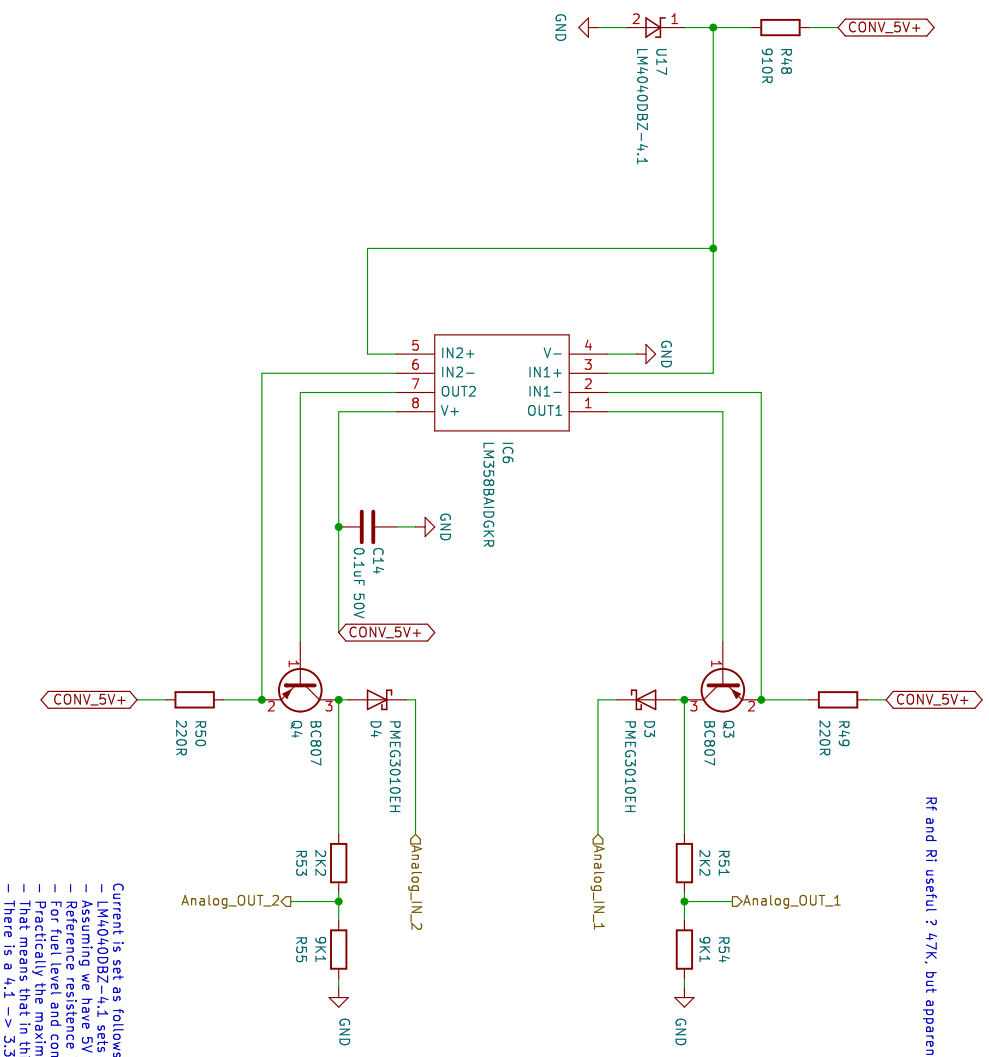 CONV_5V+
R48
910R
1
2
U17
LM4040DBZ-4.1
GND
GND
5
6
7
8
IN2+
IN2-
OUT2
V+
V-
IN1+
IN1-
OUT1
4
3
2
1
IC6
LM358BAIDGKR
GND
C14
0.1uF 50V
CONV_5V+
CONV_5V+
R50
220R
1
2
3
Q4
BC807
D4
PMEG3010EH
Analog_IN_2
R53
2K2
Analog_OUT_2
R55
9K1
GND
D3
PMEG3010EH
Analog_IN_1
1
3
2
Q3
BC807
R49
220R
CONV_5V+
R51
2K2
Analog_OUT_1
R54
9K1
GND
Rf and Ri useful ? 47K, but
Current is set as follows
- LM4040DBZ-4.1 sets
- Assuming we have 5V
- Reference resistence
- For fuel level and
- Practically the
- That means that in
- There is a 4.1 -> 3.3